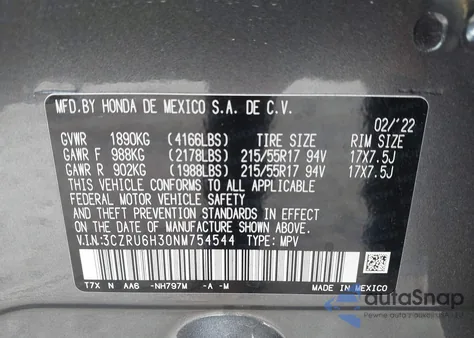 MFD.BY HONDA DE MEXICO S.A. DE C.V.
02/'22
GVWR 1890KG (4166LBS) TIRE SIZE RIM SIZE
GAWR F 988KG (2178LBS) 215/55R17 94V 17X7.5J
GAWR R 902KG (1988LBS) 215/55R17 94V 17X7.5J
THIS VEHICLE CONFORMS TO ALL APPLICABLE
FEDERAL MOTOR VEHICLE SAFETY
AND THEFT PREVENTION STANDARDS IN EFFECT
ON THE DATE OF MANUFACTURE SHOWN ABOVE.
V.I.N:3CZRU6H30NM754544 TYPE: MPV
T7X N AA6 -NH797M -A -M MADE IN MEXICO
autoSnap
Pewne auto z USA